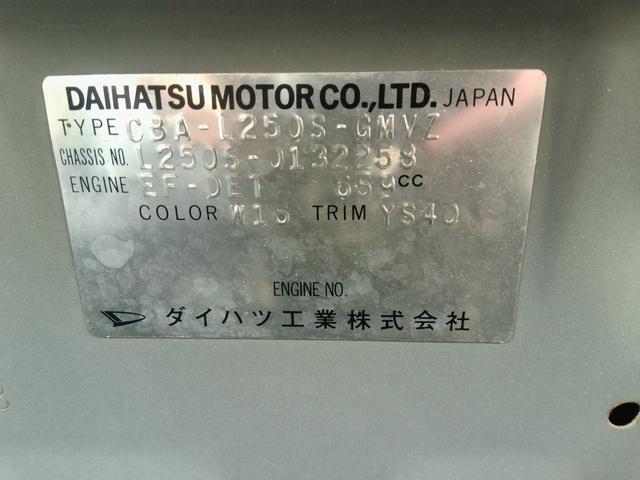 DAIHATSU MOTOR CO.,LTD. JAPAN
TYPE CBA-L250S-GMVZ
CHASSIS NO. L250S-0132258
ENGINE EF-DET 659CC
COLOR W16 TRIM YS40
ENGINE NO.
ダイハツ工業株式会社